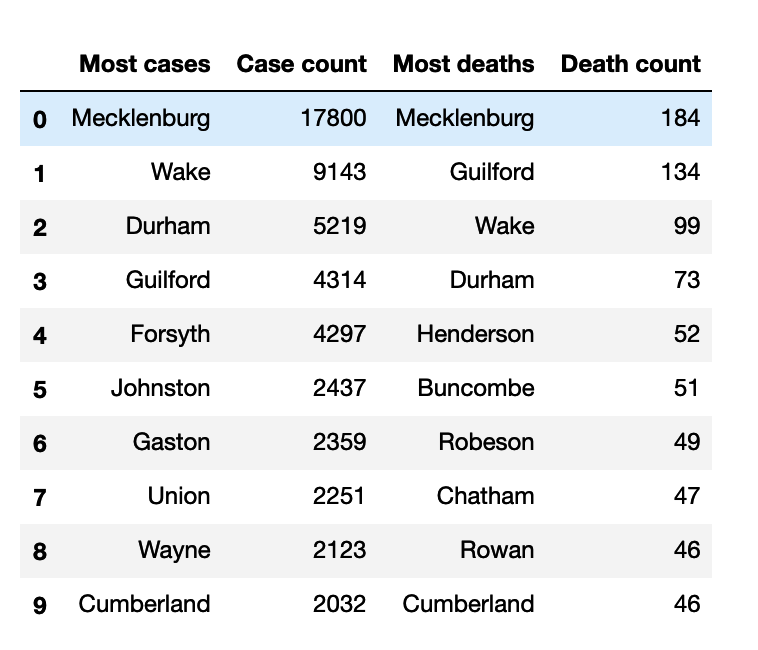 Most cases Case count Most deaths Death count
0 Mecklenburg 17800 Mecklenburg 184
1 Wake 9143 Guilford 134
2 Durham 5219 Wake 99
3 Guilford 4314 Durham 73
4 Forsyth 4297 Henderson 52
5 Johnston 2437 Buncombe 51
6 Gaston 2359 Robeson 49
7 Union 2251 Chatham 47
8 Wayne 2123 Rowan 46
9 Cumberland 2032 Cumberland 46